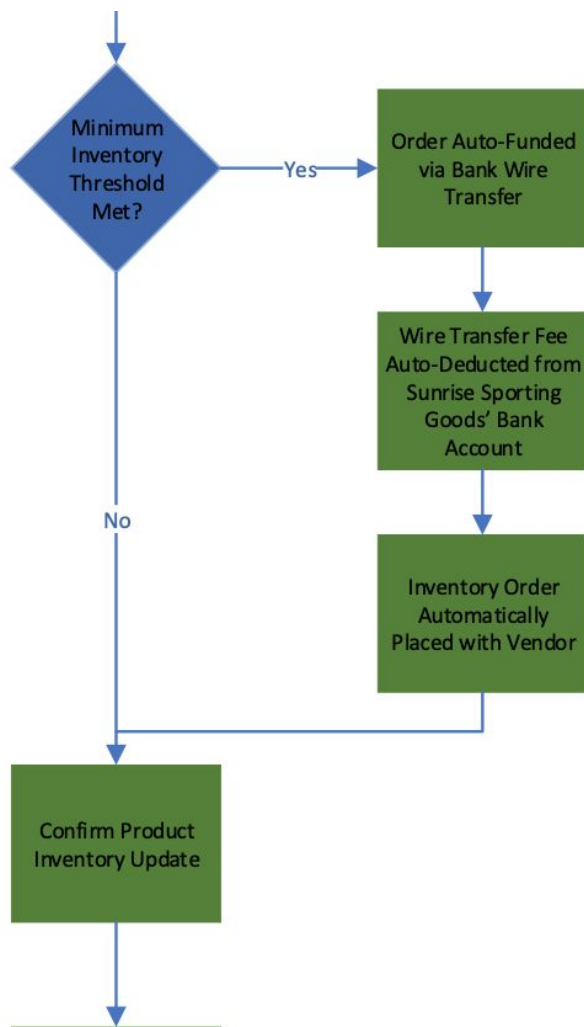 Minimum
Inventory
Threshold
Met?
Yes
Order Auto-Funded
via Bank Wire
Transfer
Wire Transfer Fee
Auto-Deducted from
Sunrise Sporting
Goods’ Bank
Account
No
Inventory Order
Automatically
Placed with Vendor
Confirm Product
Inventory Update